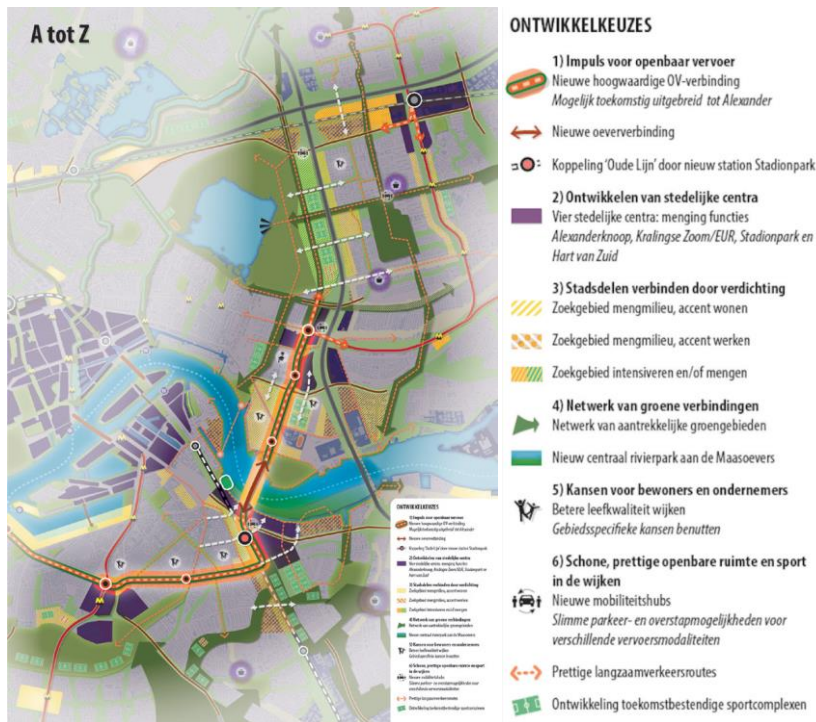 A tot Z
ONTWIKKELKEUZES
1) Impuls voor openbaar vervoer
Nieuwe hoogwaardige OV-verbinding
Mogelijk toekomstig uitgebreid tot Alexander
Nieuwe oeververbinding
Koppeling ‘Oude Lijn’ door nieuw station Stadionpark
2) Ontwikkelen van stedelijke centra
Vier stedelijke centra: menging functies
Alexanderknoop, Kralingse Zoom/EUR, Stadionpark en
Hart van Zuid
3) Stadsdelen verbinden door verdichting
Zoekgebied mengmilieu, accent wonen
Zoekgebied mengmilieu, accent werken
Zoekgebied intensiveren en/of mengen
4) Netwerk van groene verbindingen
Netwerk van aantrekkelijke groengebieden
Nieuw centraal rivierpark aan de Maasoevers
5) Kansen voor bewoners en ondernemers
Betere leefkwaliteit wijken
Gebiedsspecifieke kansen benutten
6) Schone, prettige openbare ruimte en sport
in de wijken
Nieuwe mobiliteitshubs
Slimme parkeer- en overstapmogelijkheden voor
verschillende vervoersmodaliteiten
Prettige langzaamverkeersroutes
Ontwikkeling toekomstbestendige sportcomplexen
ONTWIKKELKEUZES